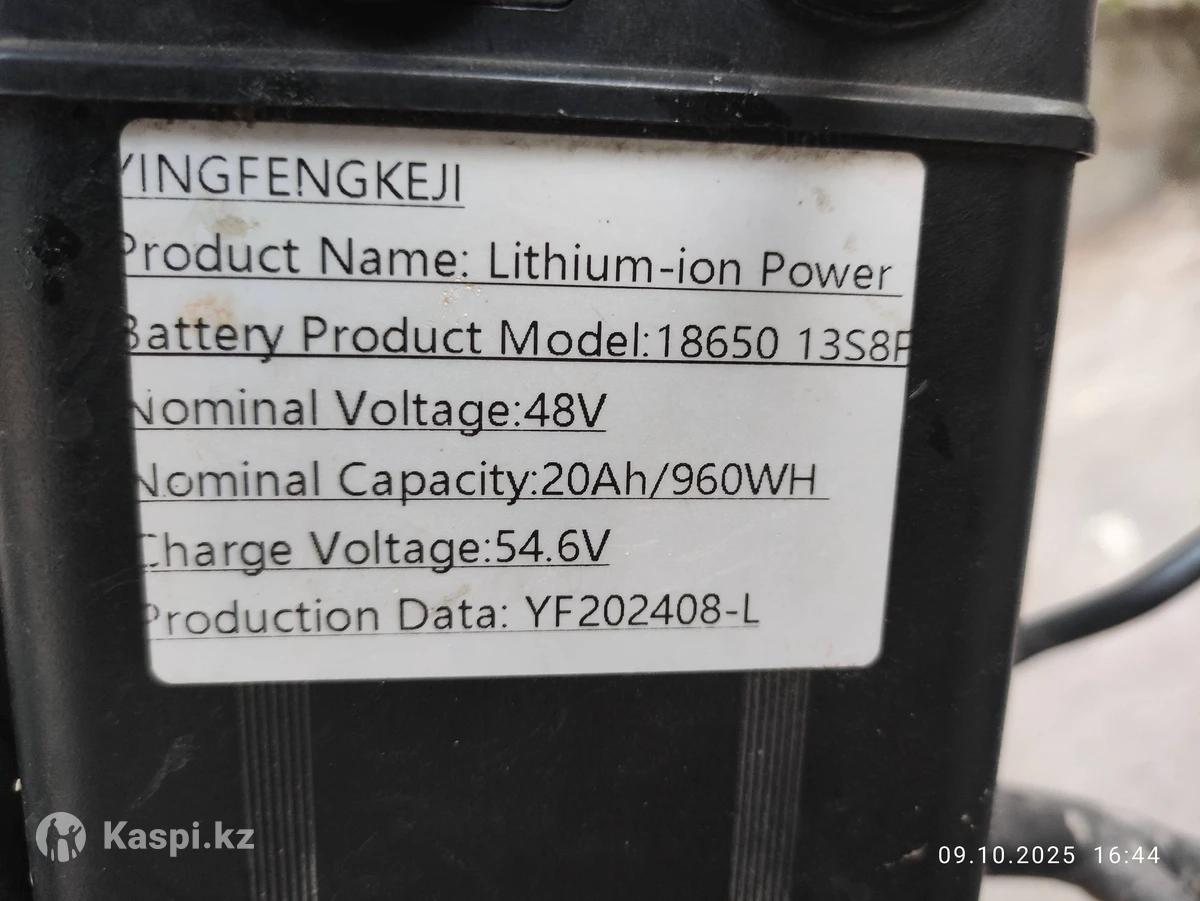 YINGFENGKEJI
Product Name: Lithium-ion Power
Battery Product Model:18650 13S8P
Nominal Voltage:48V
Nominal Capacity:20Ah/960WH
Charge Voltage:54.6V
Production Data: YF202408-L
Kaspi.kz
09.10.2025 16:44